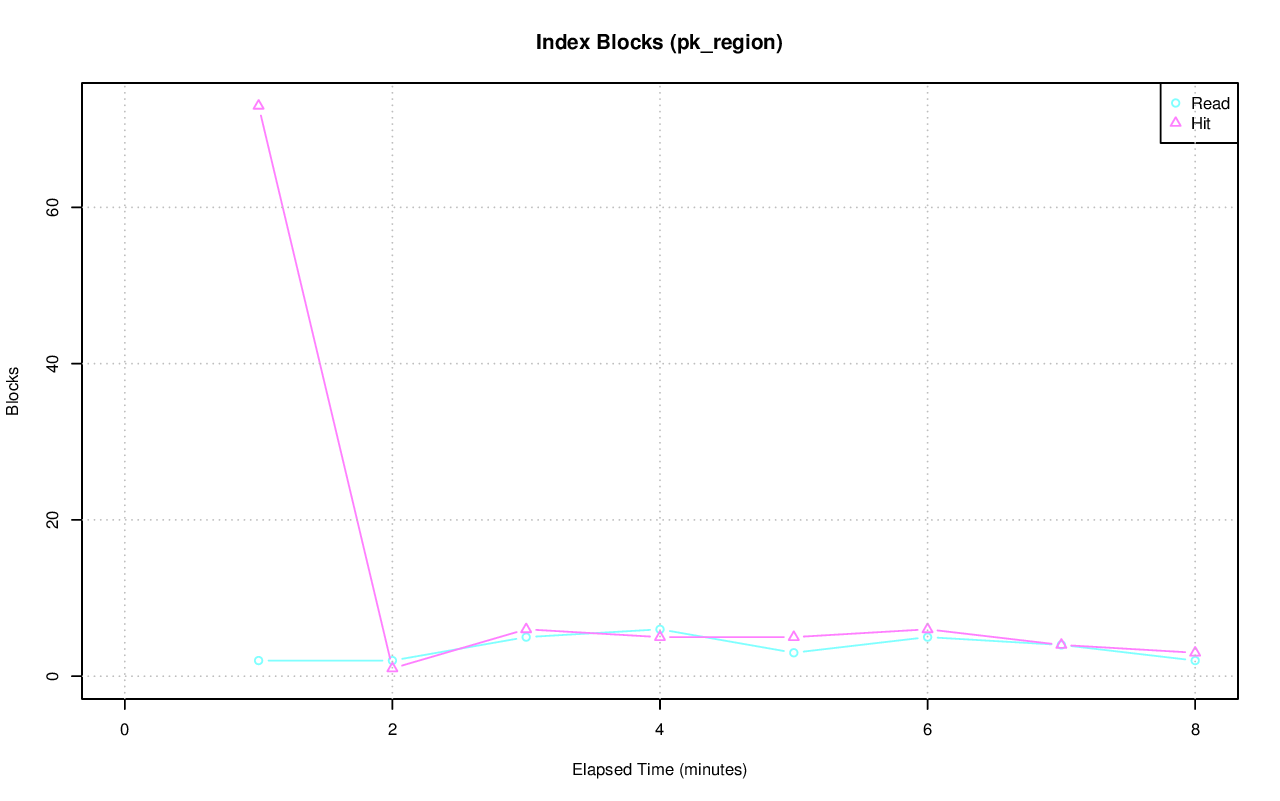 Index Blocks (pk_region)
Read
Hit
60
40
20
0
Blocks
0 2 4 6 8
Elapsed Time (minutes)